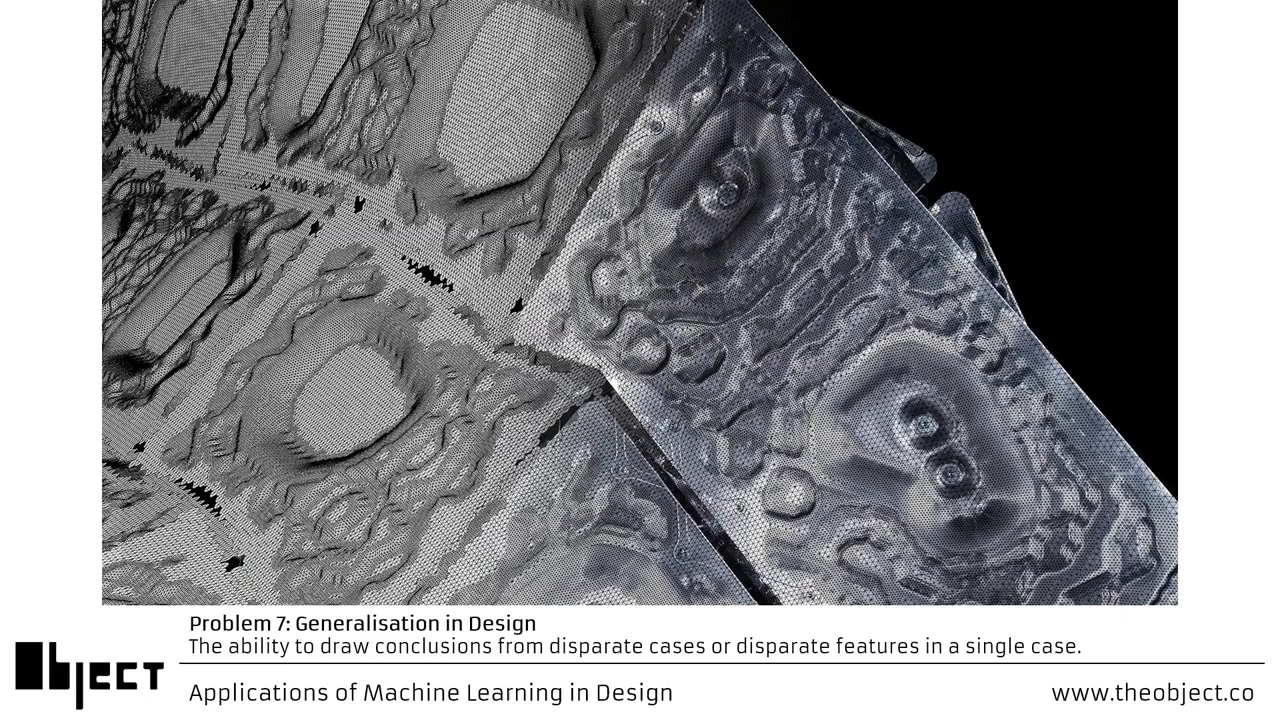 Problem 7: Generalisation in Design
The ability to draw conclusions from disparate cases or disparate features in a single case.
Object
Applications of Machine Learning in Design
www.theobject.co